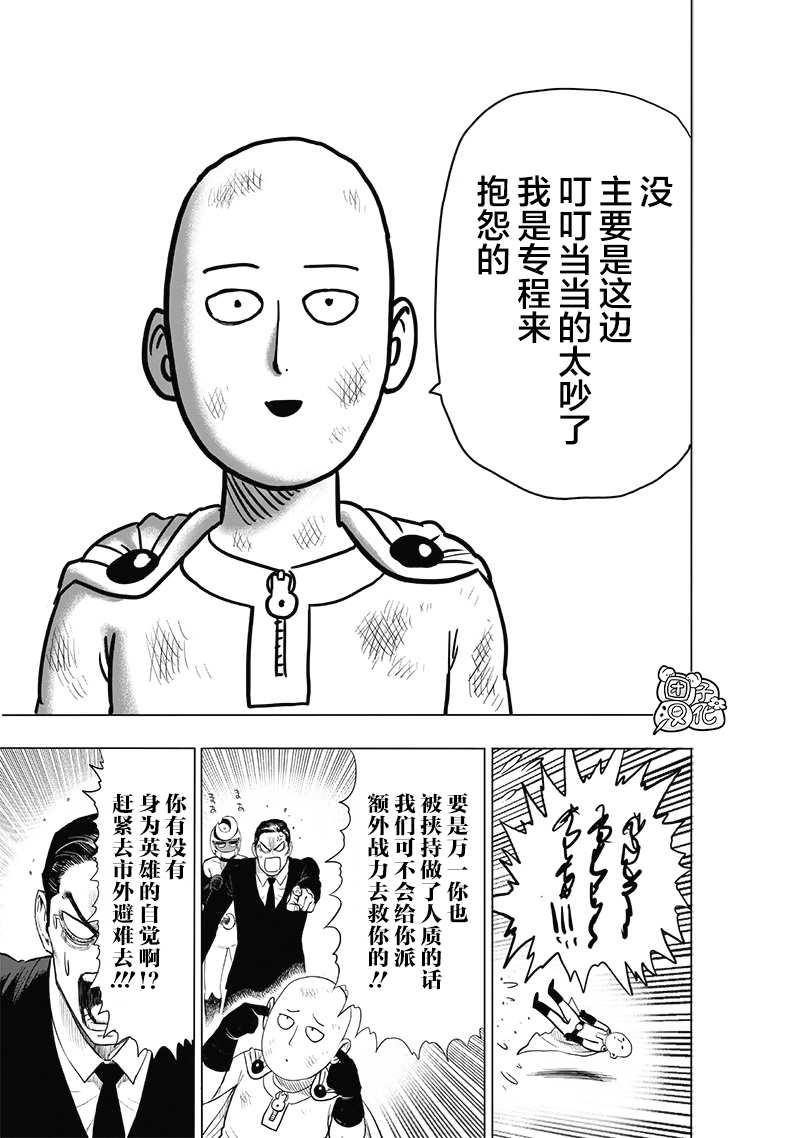 没
主要是这边
叮叮当当的太吵了
我是专程来
抱怨的
要是万一你也
被挟持做了人质的话
我们可不会给你派
额外战力去救你的!!
まぁ
まぁ
你有没有
身为英雄的自觉啊!?
赶紧去市外避难去!!!
团子
汉化